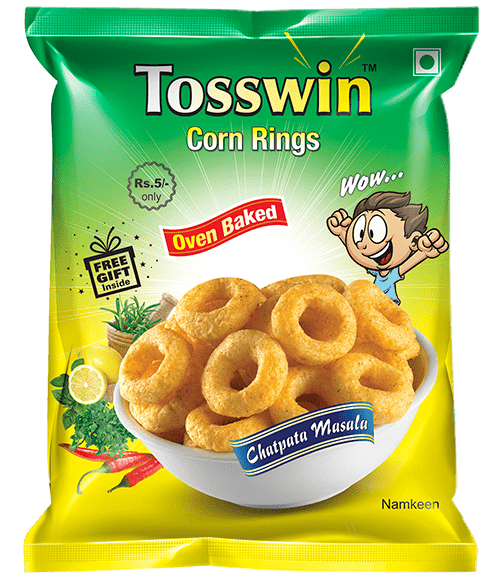 Tosswin™
Corn Rings
Rs.5/-
only
Wow...
Oven Baked
FREE
GIFT
Inside
Chatpata Masala
Namkeen